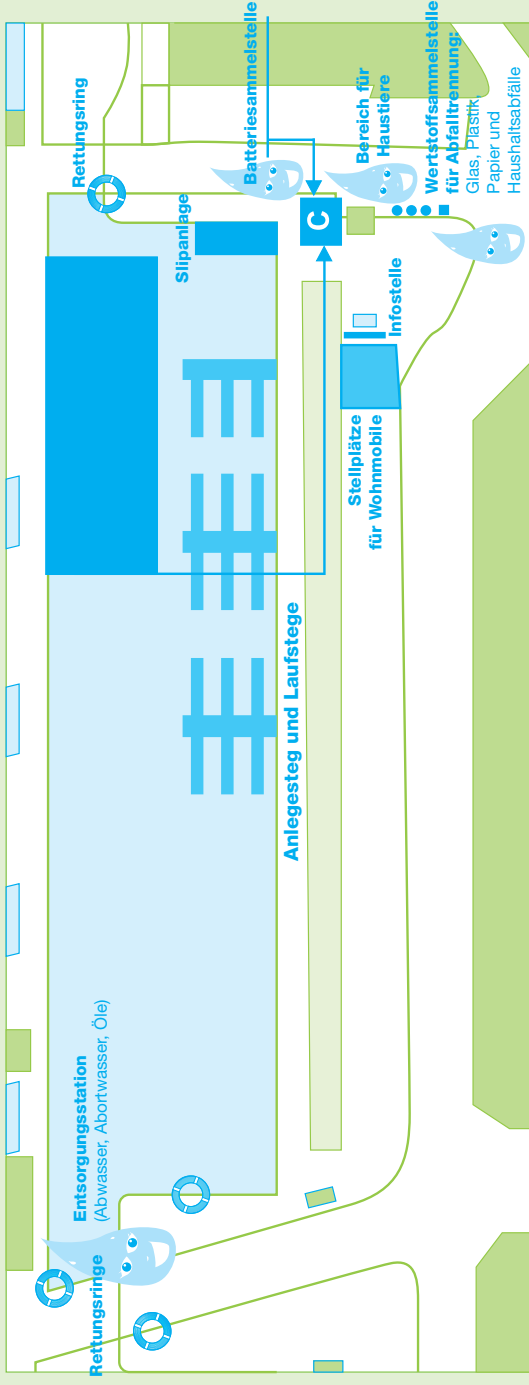 Rettungsring
Batteriesammelstelle
Bereich für
Haustiere
Wertstoffsammelstelle
für Abfalltrennung:
Glas, Plastik,
Papier und
Haushaltsabfälle
Slipanlage
C
Infostelle
Stellplätze
für Wohnmobile
Anlegesteg und Laufstege
Entsorgungsstation
(Abwasser, Abortwasser, Öle)
Rettungsringe